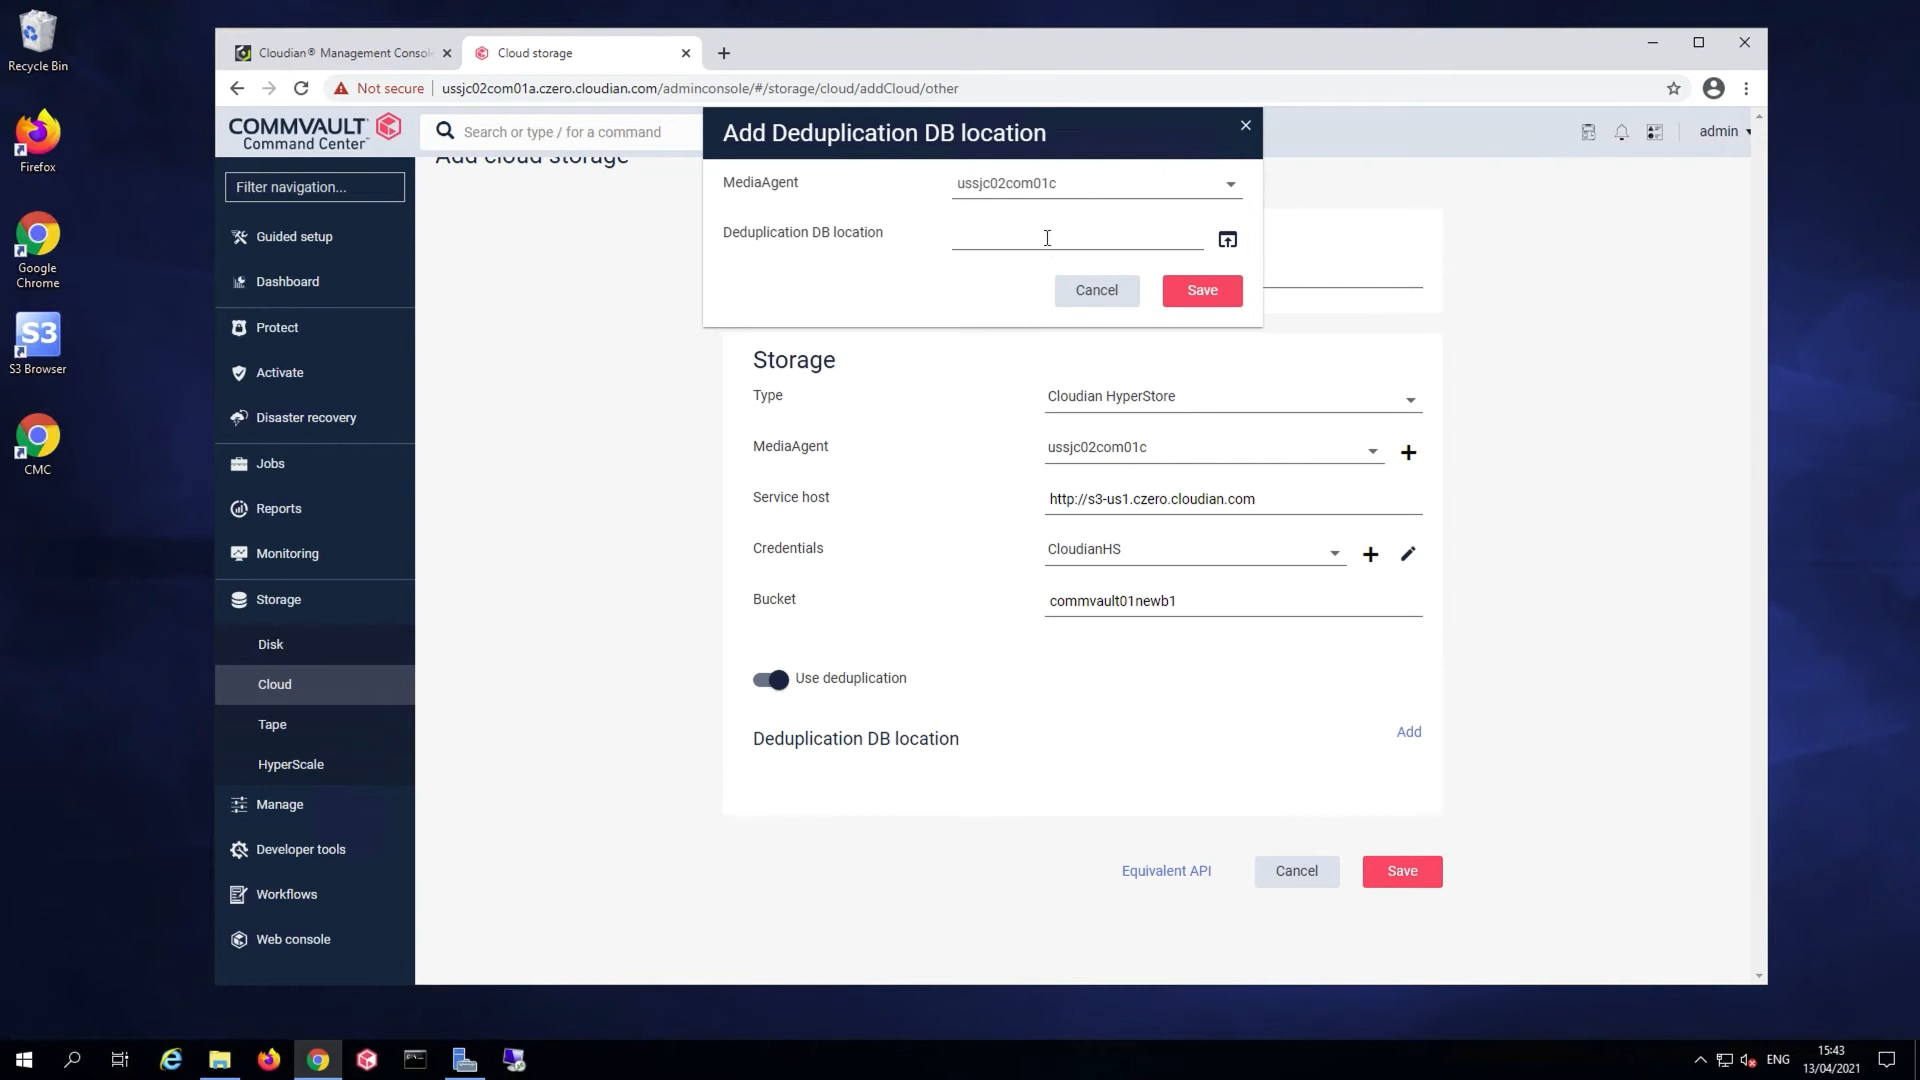 Recycle Bin
Firefox
Google
Chrome
S3
S3 Browser
CMC
Cloudian® Management Consol
Cloud storage
Not secure
ussjc02com01a.czero.cloudian.com/adminconsole/#/storage/cloud/addCloud/other
COMMVAULT
Command Center™
Search or type / for a command
admin
Add cloud storage
Filter navigation...
Guided setup
Dashboard
Protect
Activate
Disaster recovery
Jobs
Reports
Monitoring
Storage
Disk
Cloud
Tape
HyperScale
Manage
Developer tools
Workflows
Web console
Add Deduplication DB location
MediaAgent
ussjc02com01c
Deduplication DB location
Cancel
Save
Storage
Type
Cloudian HyperStore
MediaAgent
ussjc02com01c
Service host
http://s3-us1.czero.cloudian.com
Credentials
CloudianHS
Bucket
commvault01newb1
Use deduplication
Deduplication DB location
Add
Equivalent API
Cancel
Save
ENG
15:43
13/04/2021